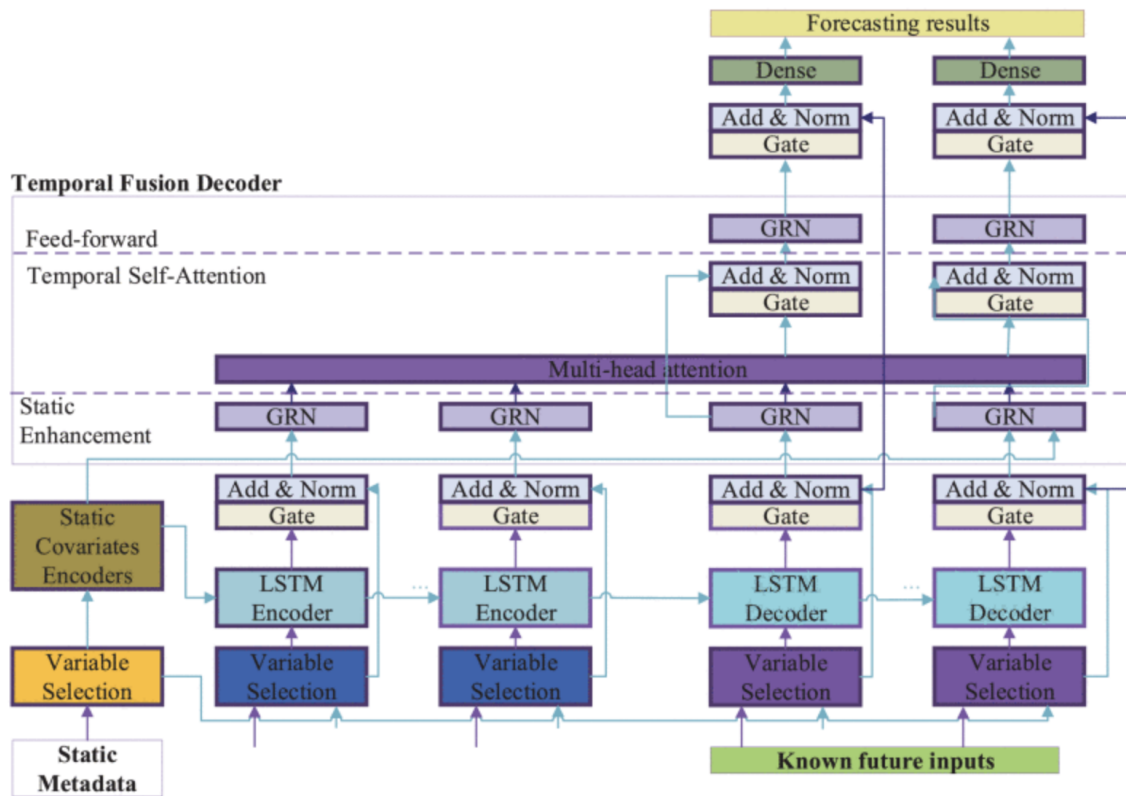 Forecasting results
Dense
Dense
Add & Norm
Gate
Add & Norm
Gate
Temporal Fusion Decoder
Feed-forward
GRN
GRN
Temporal Self-Attention
Add & Norm
Gate
Add & Norm
Gate
Multi-head attention
Static
Enhancement
GRN
GRN
GRN
GRN
Add & Norm
Gate
Add & Norm
Gate
Add & Norm
Gate
Add & Norm
Gate
Static
Covariates
Encoders
LSTM
Encoder
...
LSTM
Encoder
LSTM
Decoder
...
LSTM
Decoder
Variable
Selection
Variable
Selection
Variable
Selection
Variable
Selection
Variable
Selection
Static
Metadata
Known future inputs